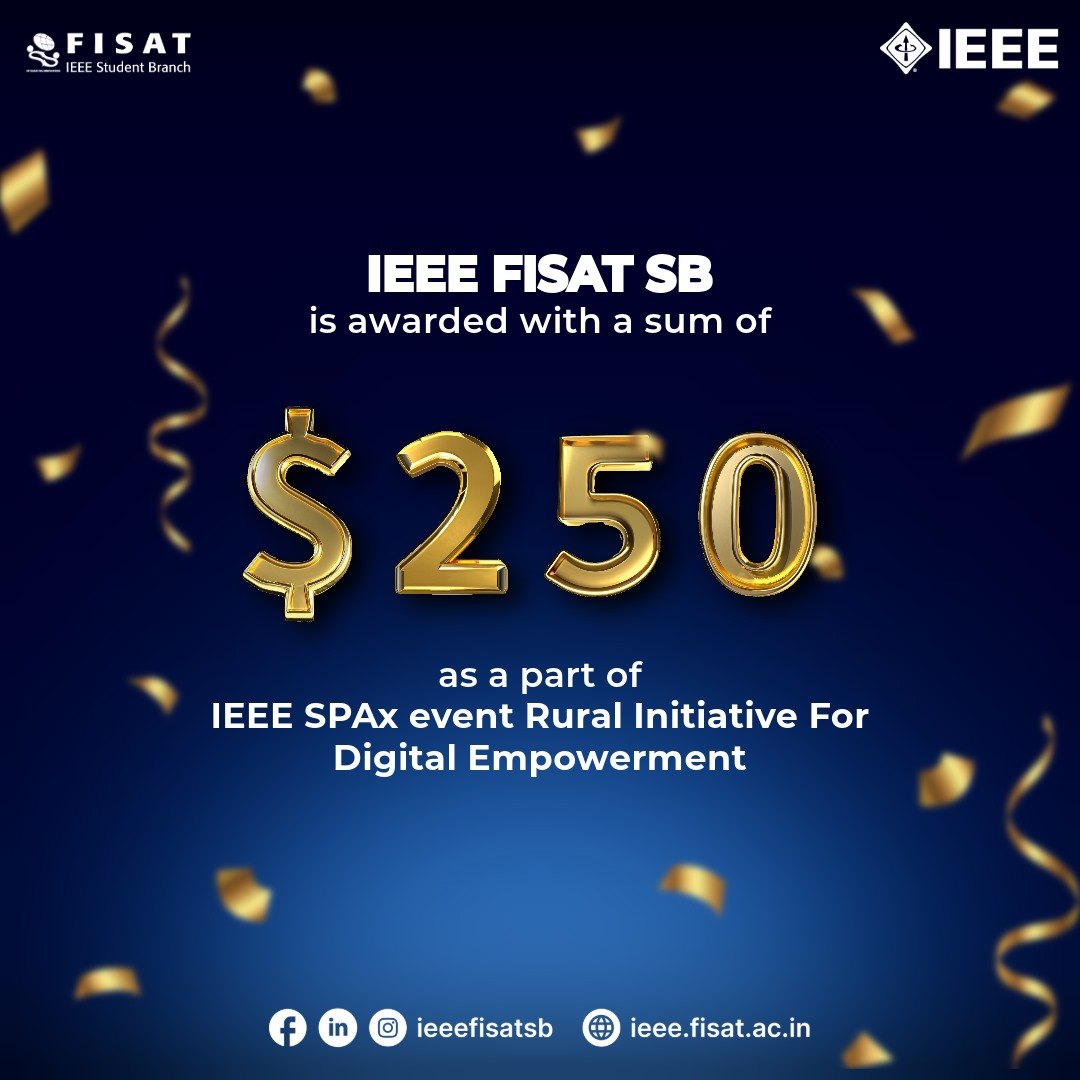 FISAT
IEEE Student Branch
IEEE
IEEE FISAT SB
is awarded with a sum of
$250
as a part of
IEEE SPAx event Rural Initiative For
Digital Empowerment
ieeefisatsb
ieee.fisat.ac.in